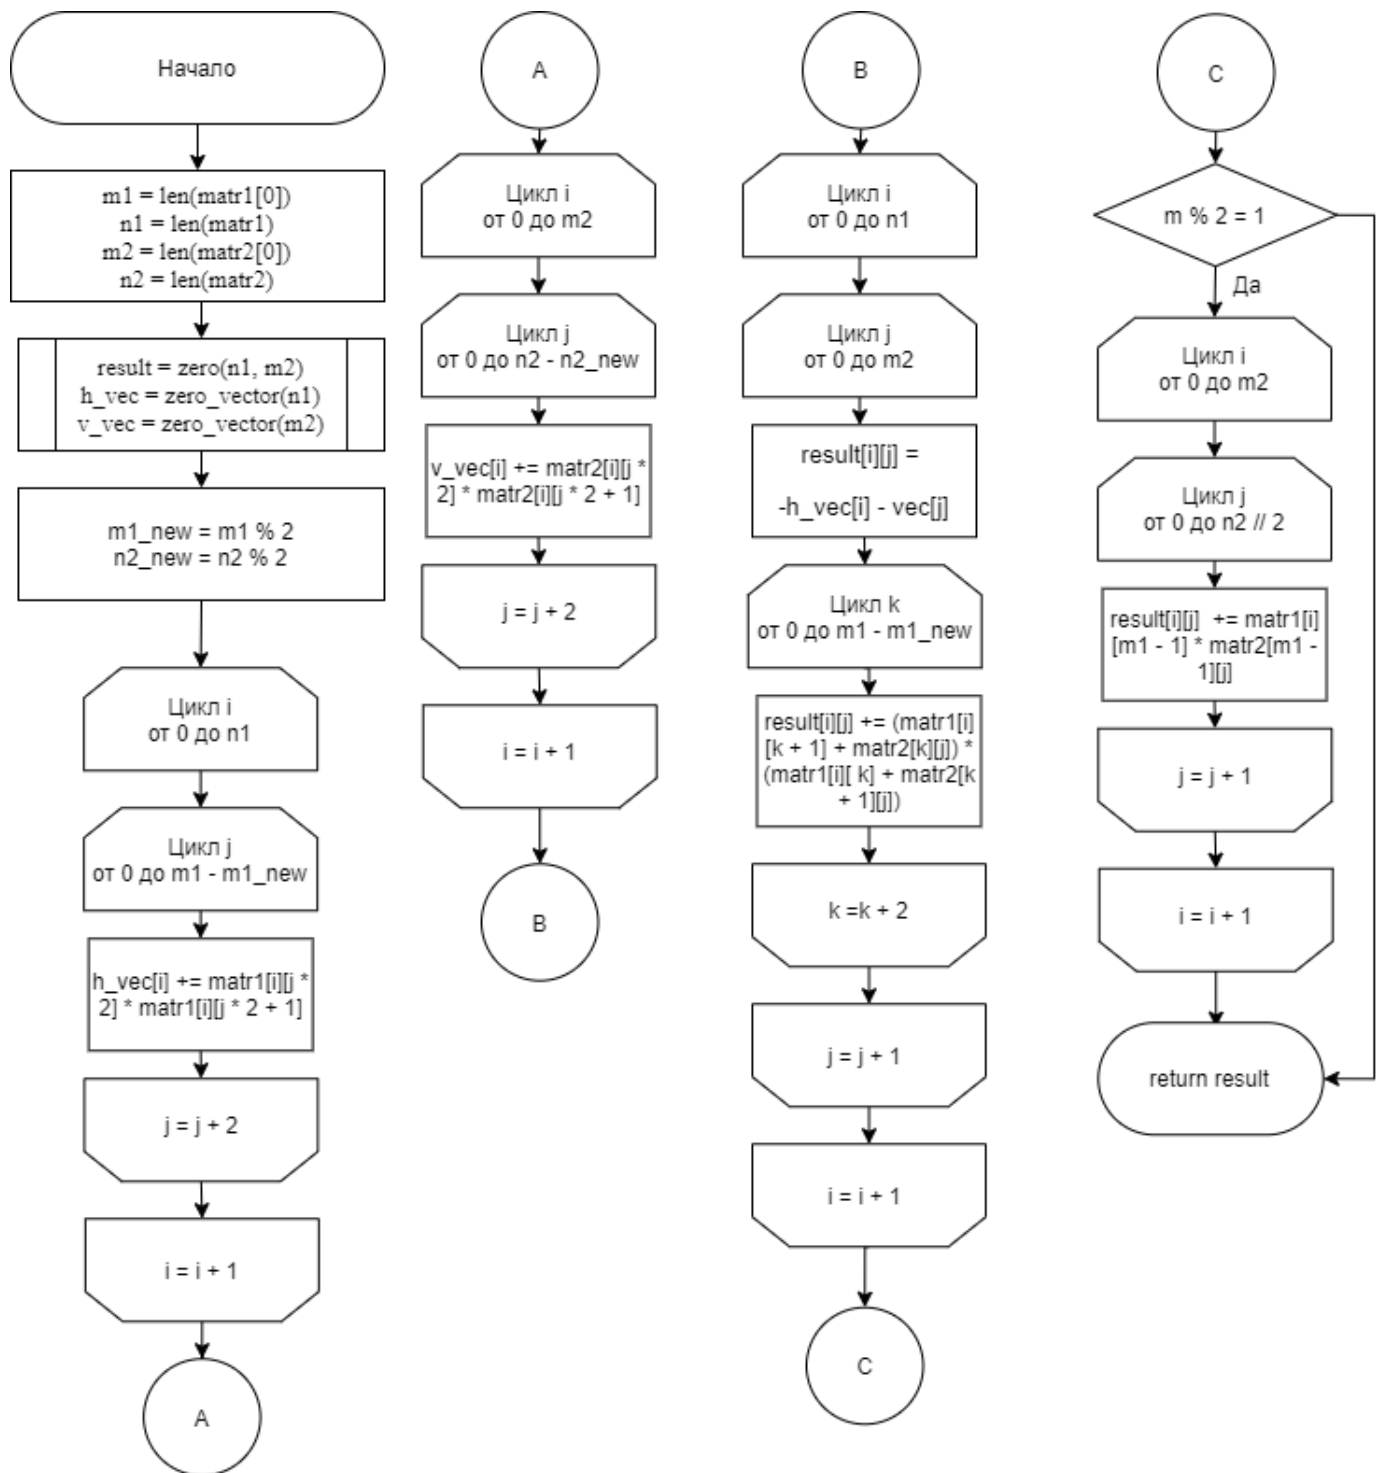 Начало
m1 = len(matr1[0])
n1 = len(matr1)
m2 = len(matr2[0])
n2 = len(matr2)
result = zero(n1, m2)
h_vec = zero_vector(n1)
v_vec = zero_vector(m2)
m1_new = m1 % 2
n2_new = n2 % 2
Цикл i
от 0 до n1
Цикл j
от 0 до m1 - m1_new
h_vec[i] += matr1[i][j *
2] * matr1[i][j * 2 + 1]
j = j + 2
i = i + 1
A
A
Цикл i
от 0 до m2
Цикл j
от 0 до n2 - n2_new
v_vec[i] += matr2[i][j *
2] * matr2[i][j * 2 + 1]
j = j + 2
i = i + 1
B
B
Цикл i
от 0 до n1
Цикл j
от 0 до m2
result[i][j] =
-h_vec[i] - vec[j]
Цикл k
от 0 до m1 - m1_new
result[i][j] += (matr1[i]
[k + 1] + matr2[k][j]) *
(matr1[i][ k] + matr2[k
+ 1][j])
k =k + 2
j = j + 1
i = i + 1
C
C
m % 2 = 1
Да
Цикл i
от 0 до m2
Цикл j
от 0 до n2 // 2
result[i][j]  += matr1[i]
[m1 - 1] * matr2[m1 -
1][j]
j = j + 1
i = i + 1
return result